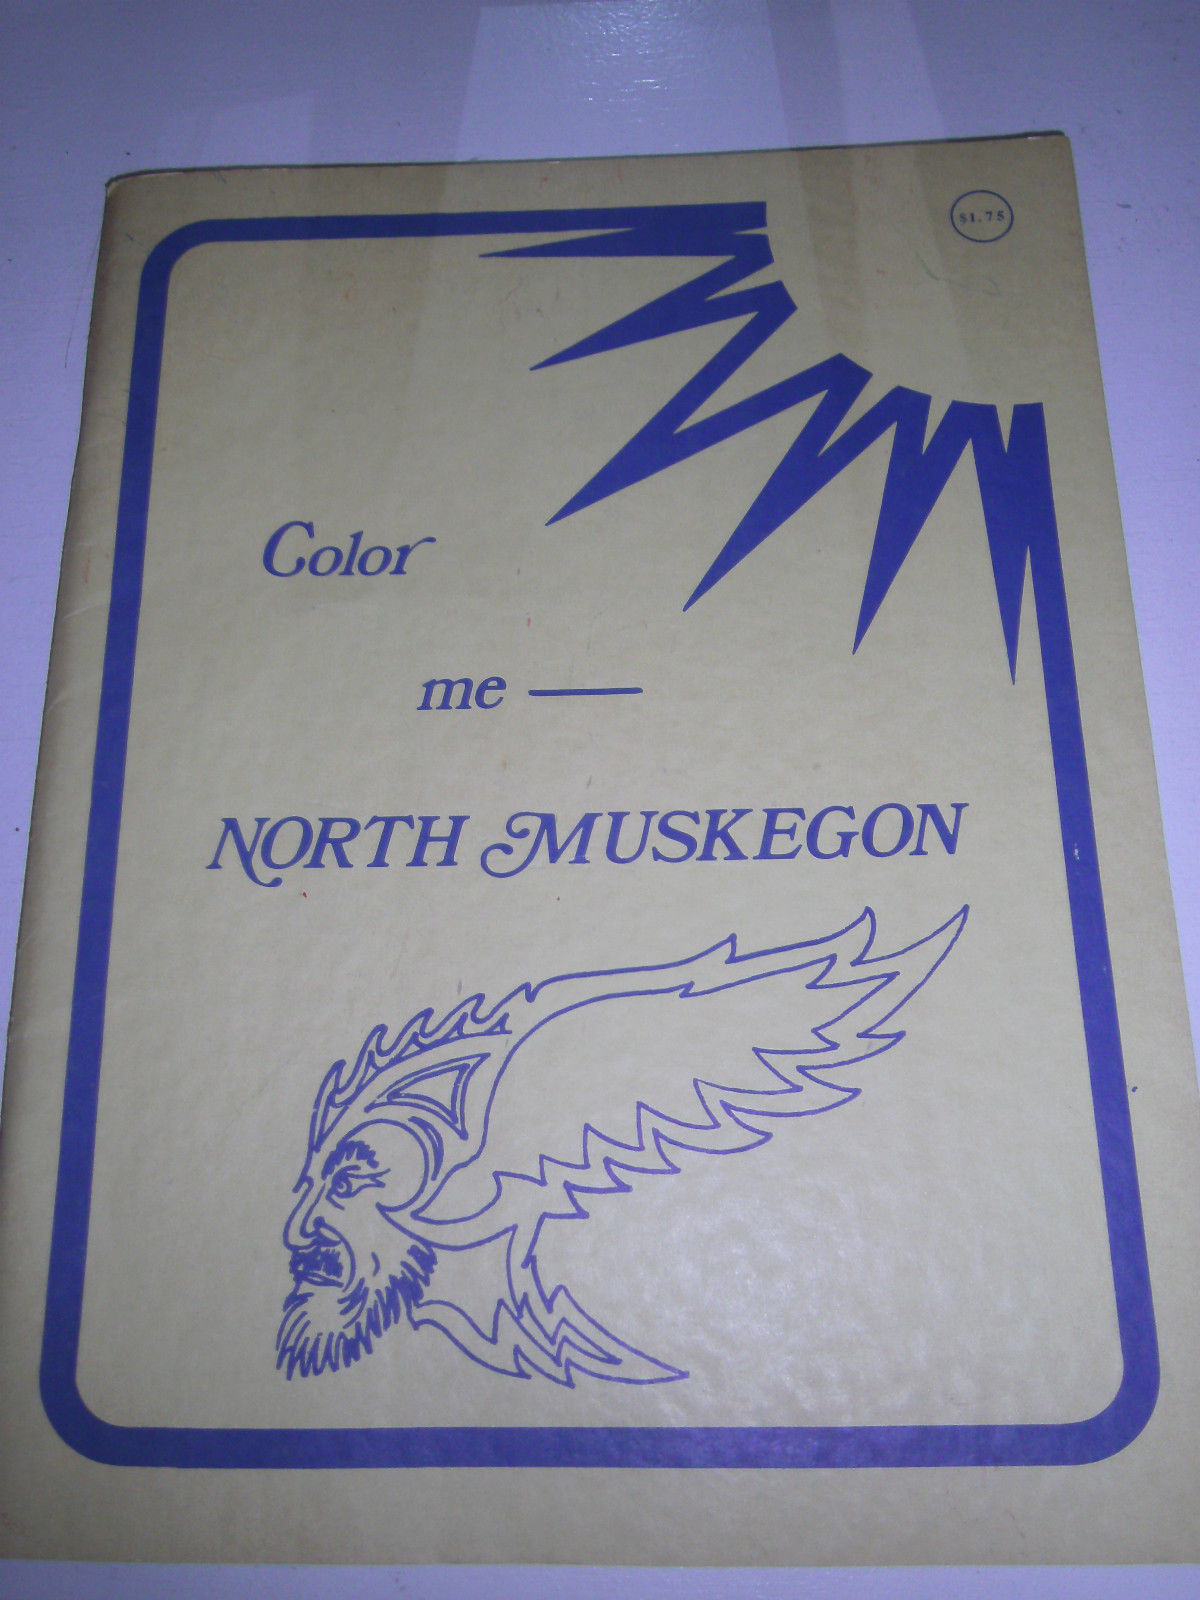 $1.75
Color
me —
NORTH MUSKEGON